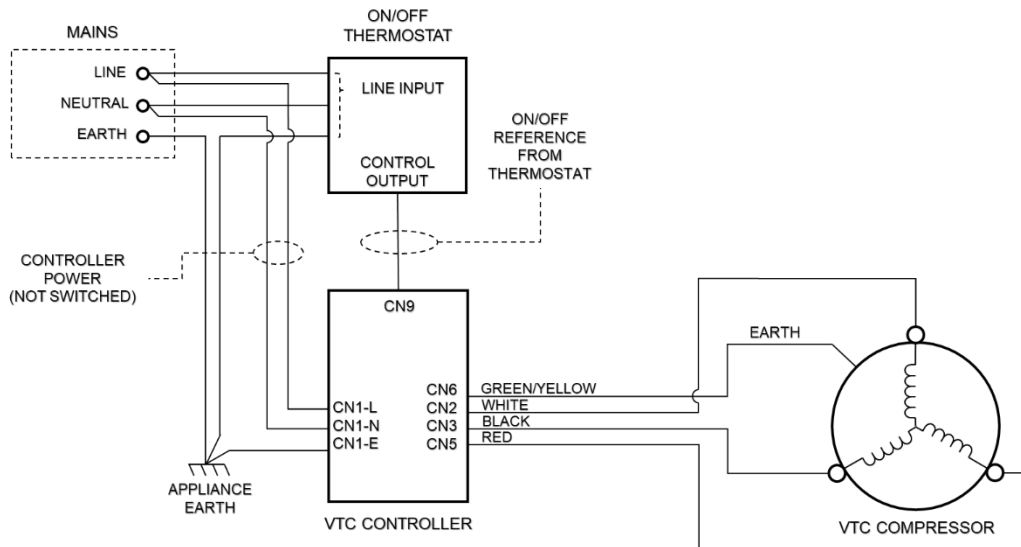 MAINS
LINE
NEUTRAL
EARTH
ON/OFF
THERMOSTAT
LINE INPUT
CONTROL
OUTPUT
ON/OFF
REFERENCE
FROM
THERMOSTAT
CONTROLLER
POWER
(NOT SWITCHED)
CN9
CN1-L
CN1-N
CN1-E
CN6
CN2
CN3
CN5
GREEN/YELLOW
WHITE
BLACK
RED
EARTH
APPLIANCE
EARTH
VTC CONTROLLER
VTC COMPRESSOR